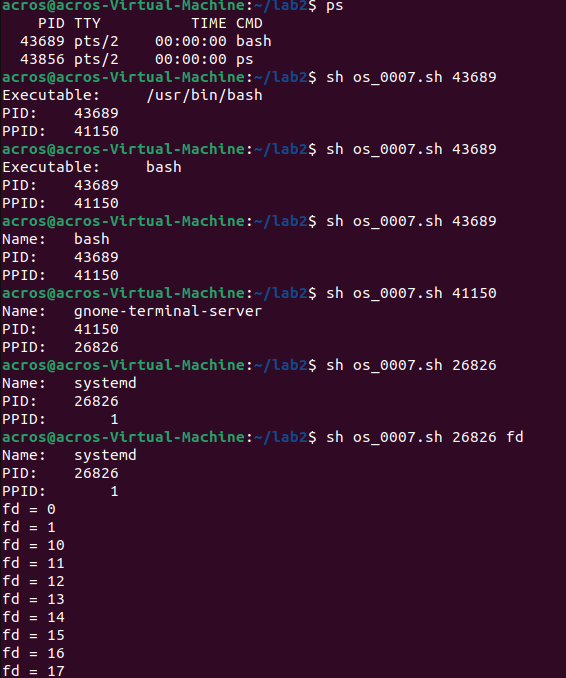 acros@acros-Virtual-Machine:~/lab2$ ps
    PID TTY          TIME CMD
  43689 pts/2    00:00:00 bash
  43856 pts/2    00:00:00 ps
acros@acros-Virtual-Machine:~/lab2$ sh os_0007.sh 43689
Executable:     /usr/bin/bash
PID:    43689
PPID:   41150
acros@acros-Virtual-Machine:~/lab2$ sh os_0007.sh 43689
Executable:     bash
PID:    43689
PPID:   41150
acros@acros-Virtual-Machine:~/lab2$ sh os_0007.sh 43689
Name:   bash
PID:    43689
PPID:   41150
acros@acros-Virtual-Machine:~/lab2$ sh os_0007.sh 41150
Name:   gnome-terminal-server
PID:    41150
PPID:   26826
acros@acros-Virtual-Machine:~/lab2$ sh os_0007.sh 26826
Name:   systemd
PID:    26826
PPID:       1
acros@acros-Virtual-Machine:~/lab2$ sh os_0007.sh 26826 fd
Name:   systemd
PID:    26826
PPID:       1
fd = 0
fd = 1
fd = 10
fd = 11
fd = 12
fd = 13
fd = 14
fd = 15
fd = 16
fd = 17